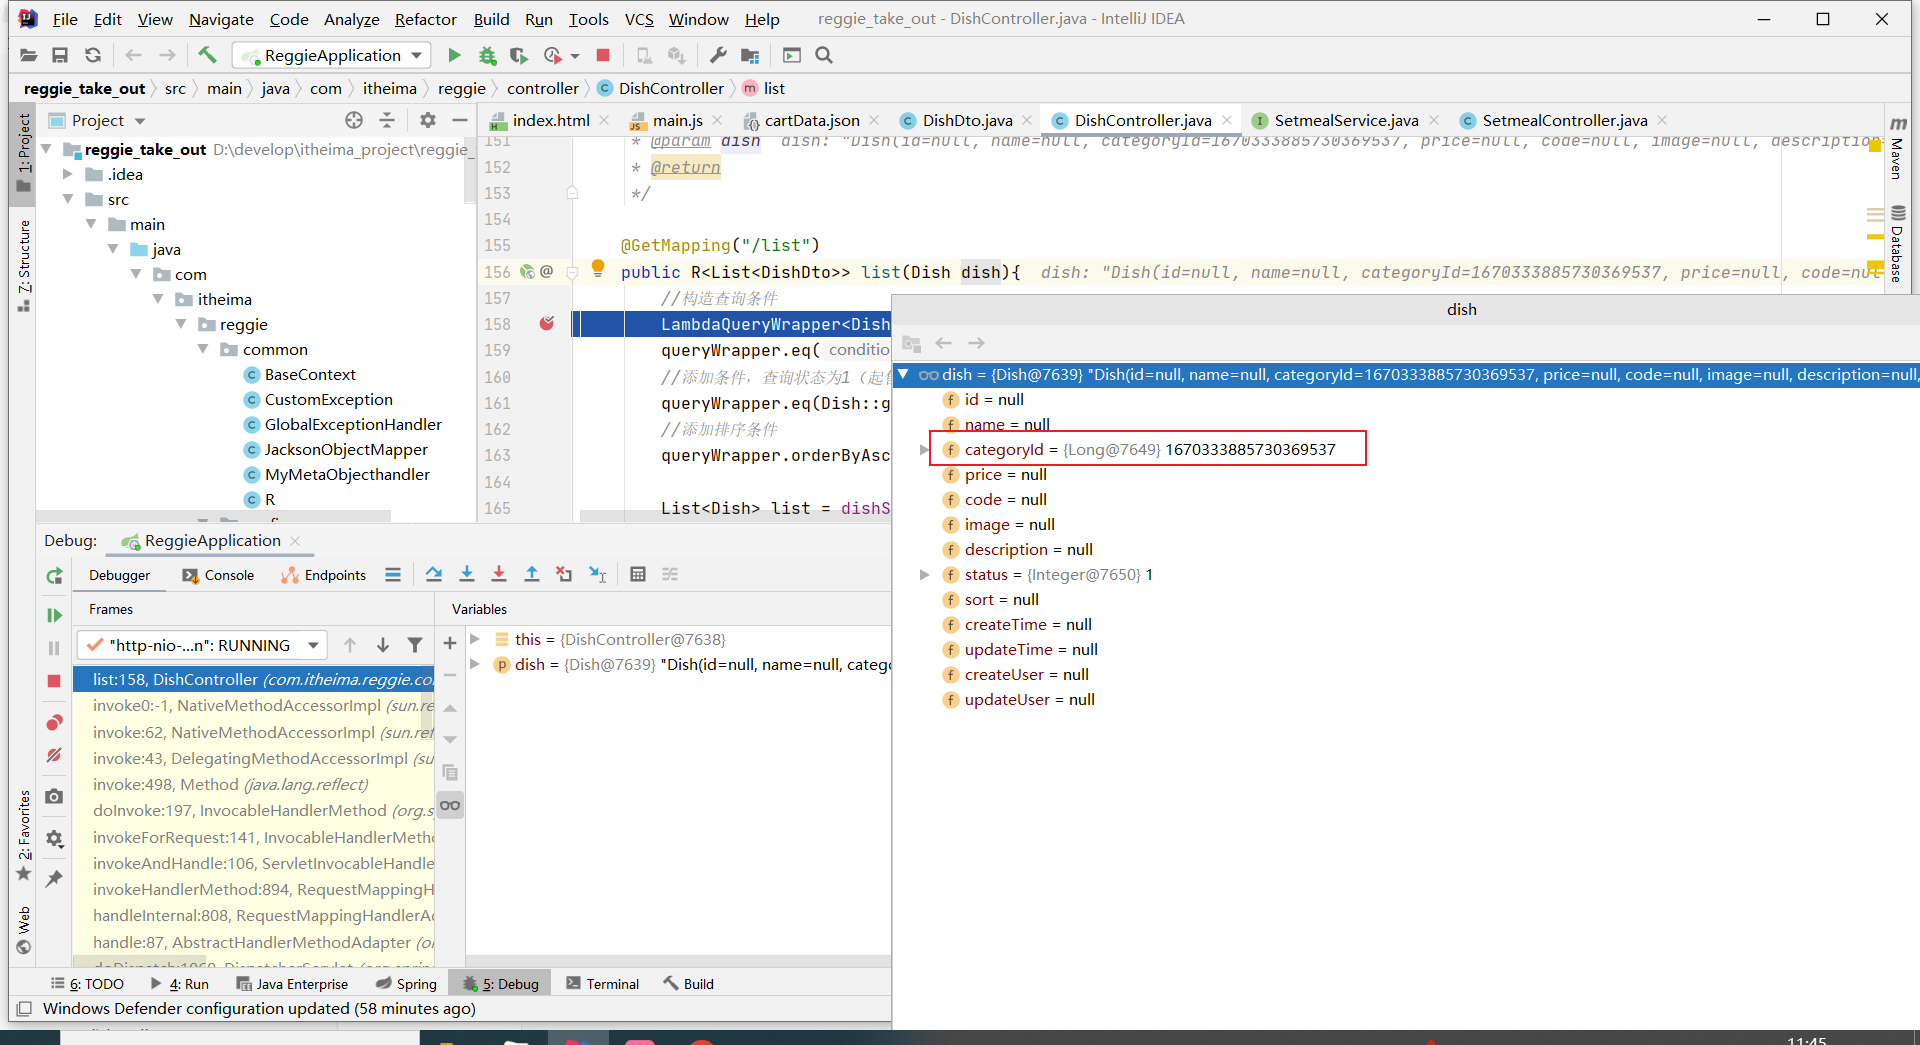 File Edit View Navigate Code Analyze Refactor Build Run Tools VCS Window Help reggie_take_out - DishController.java - IntelliJ IDEA
ReggieApplication
reggie_take_out src main java com itheima reggie controller DishController list
Project
index.html main.js cartData.json DishDto.java DishController.java SetmealService.java SetmealController.java
1: Project
Z: Structure
2: Favorites
Web
Maven
Database
reggie_take_out D:\develop\itheima_project\reggie_
.idea
src
main
java
com
itheima
reggie
common
BaseContext
CustomException
GlobalExceptionHandler
JacksonObjectMapper
MyMetaObjecthandler
R
151 * @param dish dish: "Dish(id=null, name=null, categoryId=1670333885730369537, price=null, code=null, image=null, description=
152 * @return
153 */
154
155 @GetMapping("/list")
156 @ public R<List<DishDto>> list(Dish dish){ dish: "Dish(id=null, name=null, categoryId=1670333885730369537, price=null, code=nul
157 //构造查询条件
158 LambdaQueryWrapper<Dish
159 queryWrapper.eq( conditio
160 //添加条件，查询状态为1（起售
161 queryWrapper.eq(Dish::g
162 //添加排序条件
163 queryWrapper.orderByAsc
164
165 List<Dish> list = dishS
dish
dish = {Dish@7639} "Dish(id=null, name=null, categoryId=1670333885730369537, price=null, code=null, image=null, description=null,
id = null
name = null
categoryId = {Long@7649} 1670333885730369537
price = null
code = null
image = null
description = null
status = {Integer@7650} 1
sort = null
createTime = null
updateTime = null
createUser = null
updateUser = null
Debug: ReggieApplication
Debugger Console Endpoints
Frames Variables
"http-nio-...n": RUNNING
this = {DishController@7638}
dish = {Dish@7639} "Dish(id=null, name=null, categ
list:158, DishController (com.itheima.reggie.co
invoke0:-1, NativeMethodAccessorImpl (sun.re
invoke:62, NativeMethodAccessorImpl (sun.ref
invoke:43, DelegatingMethodAccessorImpl (su
invoke:498, Method (java.lang.reflect)
doInvoke:197, InvocableHandlerMethod (org.s
invokeForRequest:141, InvocableHandlerMetho
invokeAndHandle:106, ServletInvocableHandle
invokeHandlerMethod:894, RequestMappingH
handleInternal:808, RequestMappingHandlerAd
handle:87, AbstractHandlerMethodAdapter (or
6: TODO 4: Run Java Enterprise Spring 5: Debug Terminal Build
Windows Defender configuration updated (58 minutes ago)
11:45